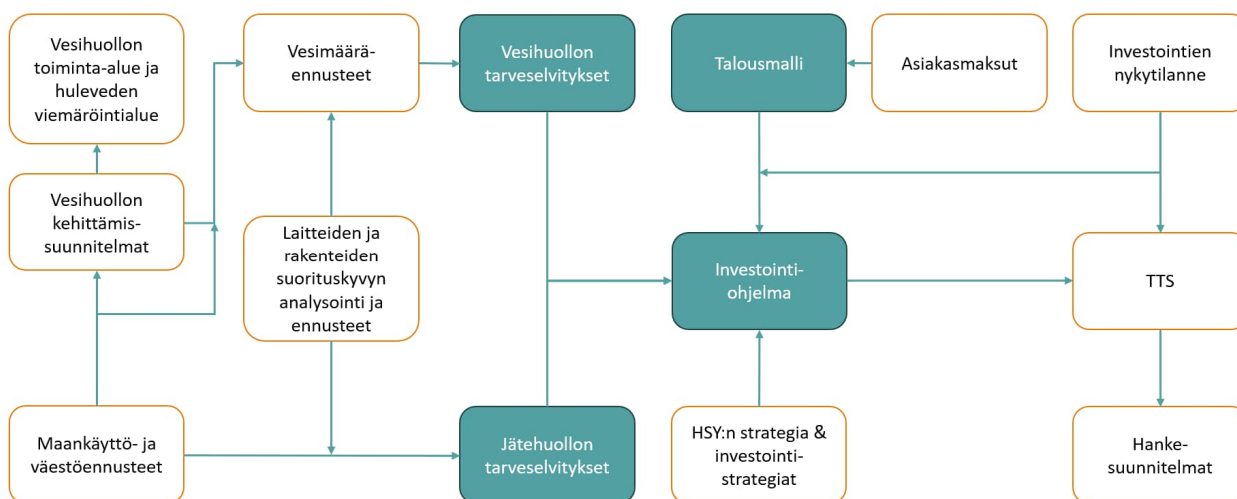 Vesihuollon
toiminta-alue ja
huleveden
viemäröintialue
Vesimäärä-
ennusteet
Vesihuollon
tarveselvitykset
Talousmalli
Asiakasmaksut
Investointien
nykytilanne
Vesihuollon
kehittämis-
suunnitelmat
Laitteiden ja
rakenteiden
suorituskyvyn
analysointi ja
ennusteet
Investointi-
ohjelma
TTS
Maankäyttö- ja
väestöennusteet
Jätehuollon
tarveselvitykset
HSY:n strategia &
investointi-
strategiat
Hanke-
suunnitelmat